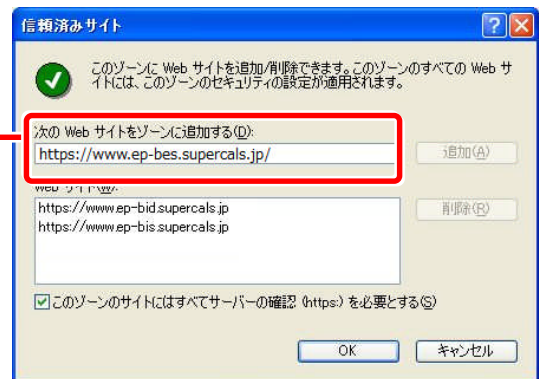 信頼済みサイト
このゾーンに Web サイトを追加/削除できます。このゾーンのすべての Web サ
イトには、このゾーンのセキュリティの設定が適用されます。
次の Web サイトをゾーンに追加する(D):
https://www.ep-bes.supercals.jp/
追加(A)
Web サイト(W):
https://www.ep-bid.supercals.jp
https://www.ep-bis.supercals.jp
削除(R)
このゾーンのサイトにはすべてサーバーの確認 (https:) を必要とする(S)
OK
キャンセル